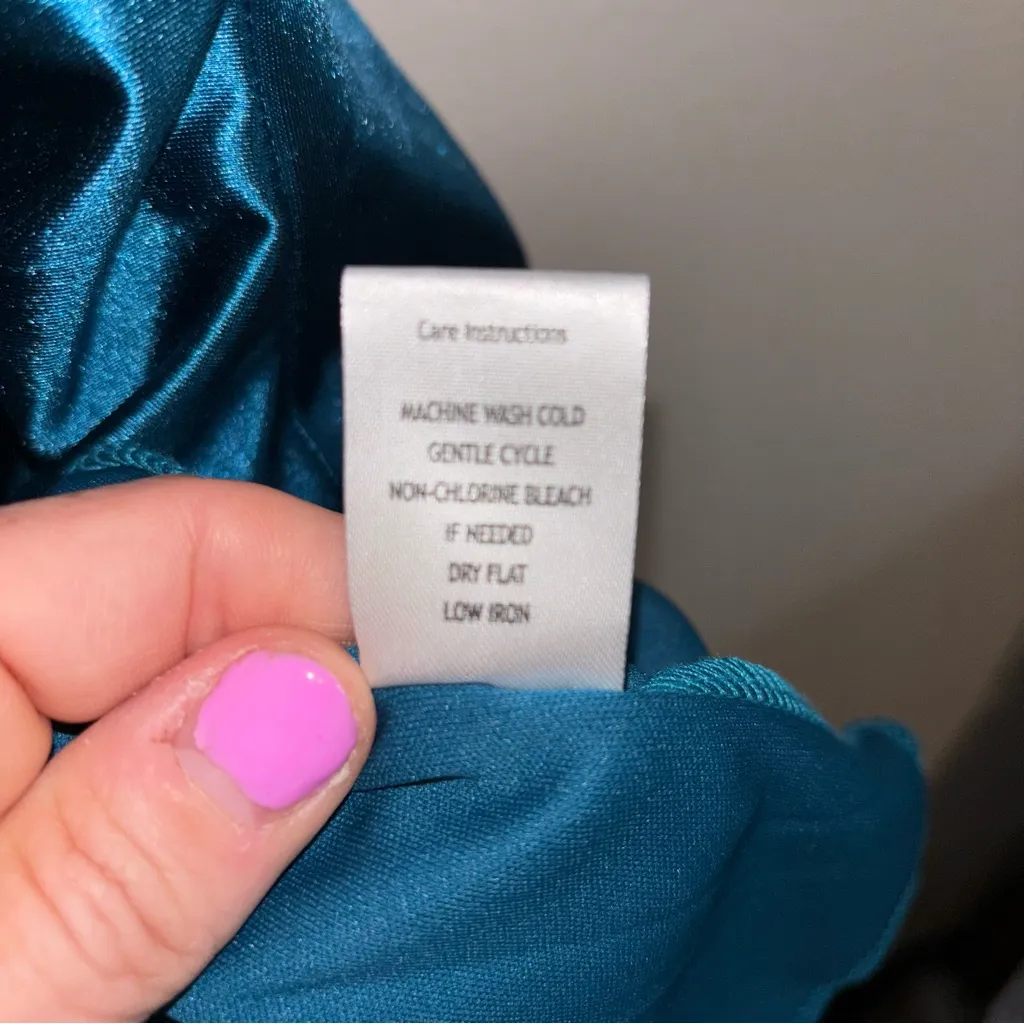 Care Instructions
MACHINE WASH COLD
GENTLE CYCLE
NON-CHLORINE BLEACH
IF NEEDED
DRY FLAT
LOW IRON